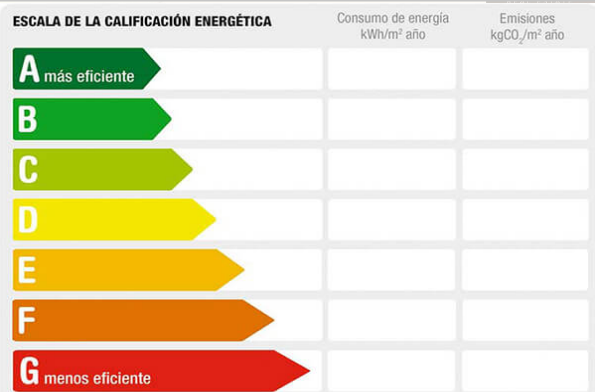 ESCALA DE LA CALIFICACIÓN ENERGÉTICA
Consumo de energía
kWh/m² año
Emisiones
kgCO₂/m² año
A más eficiente
B
C
D
E
F
G menos eficiente